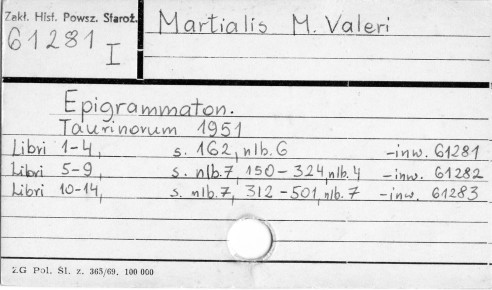 Zakł. Hist. Powsz. Staroż.
61281
I
Martialis M. Valeri
Epigrammaton.
Taurinorum 1951
Libri 1-4, s. 162, nlb. 6 -inw. 61281
Libri 5-9, s. nlb. 7, 150-324, nlb. 4 -inw. 61282
Libri 10-14, s. nlb. 7, 312-501, nlb. 7 -inw. 61283
ZG Pol. Śl. z. 363/69. 100 000